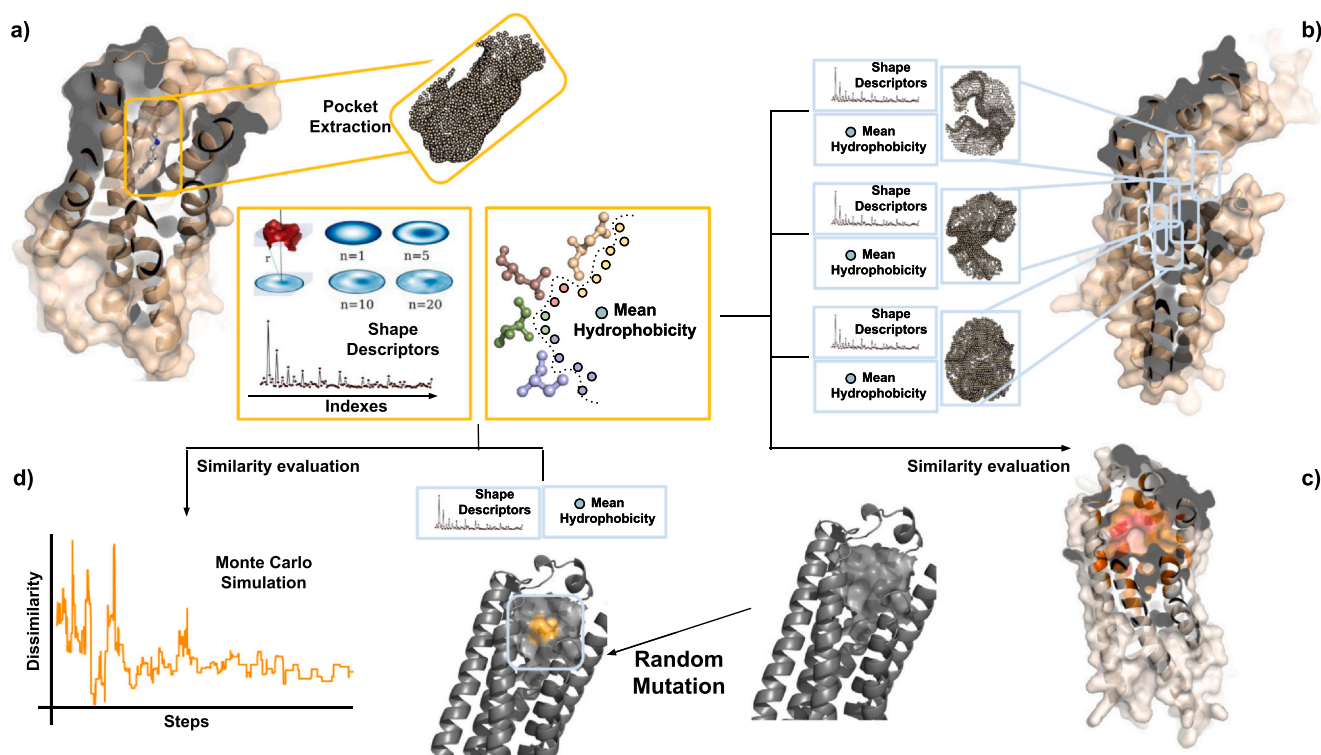 a)
Pocket
Extraction
r
n=1
n=5
n=10
n=20
Shape
Descriptors
Indexes
Mean
Hydrophobicity
b)
Shape
Descriptors
Mean
Hydrophobicity
Shape
Descriptors
Mean
Hydrophobicity
Shape
Descriptors
Mean
Hydrophobicity
Similarity evaluation
c)
d)
Similarity evaluation
Shape
Descriptors
Mean
Hydrophobicity
Monte Carlo
Simulation
Dissimilarity
Steps
Random
Mutation